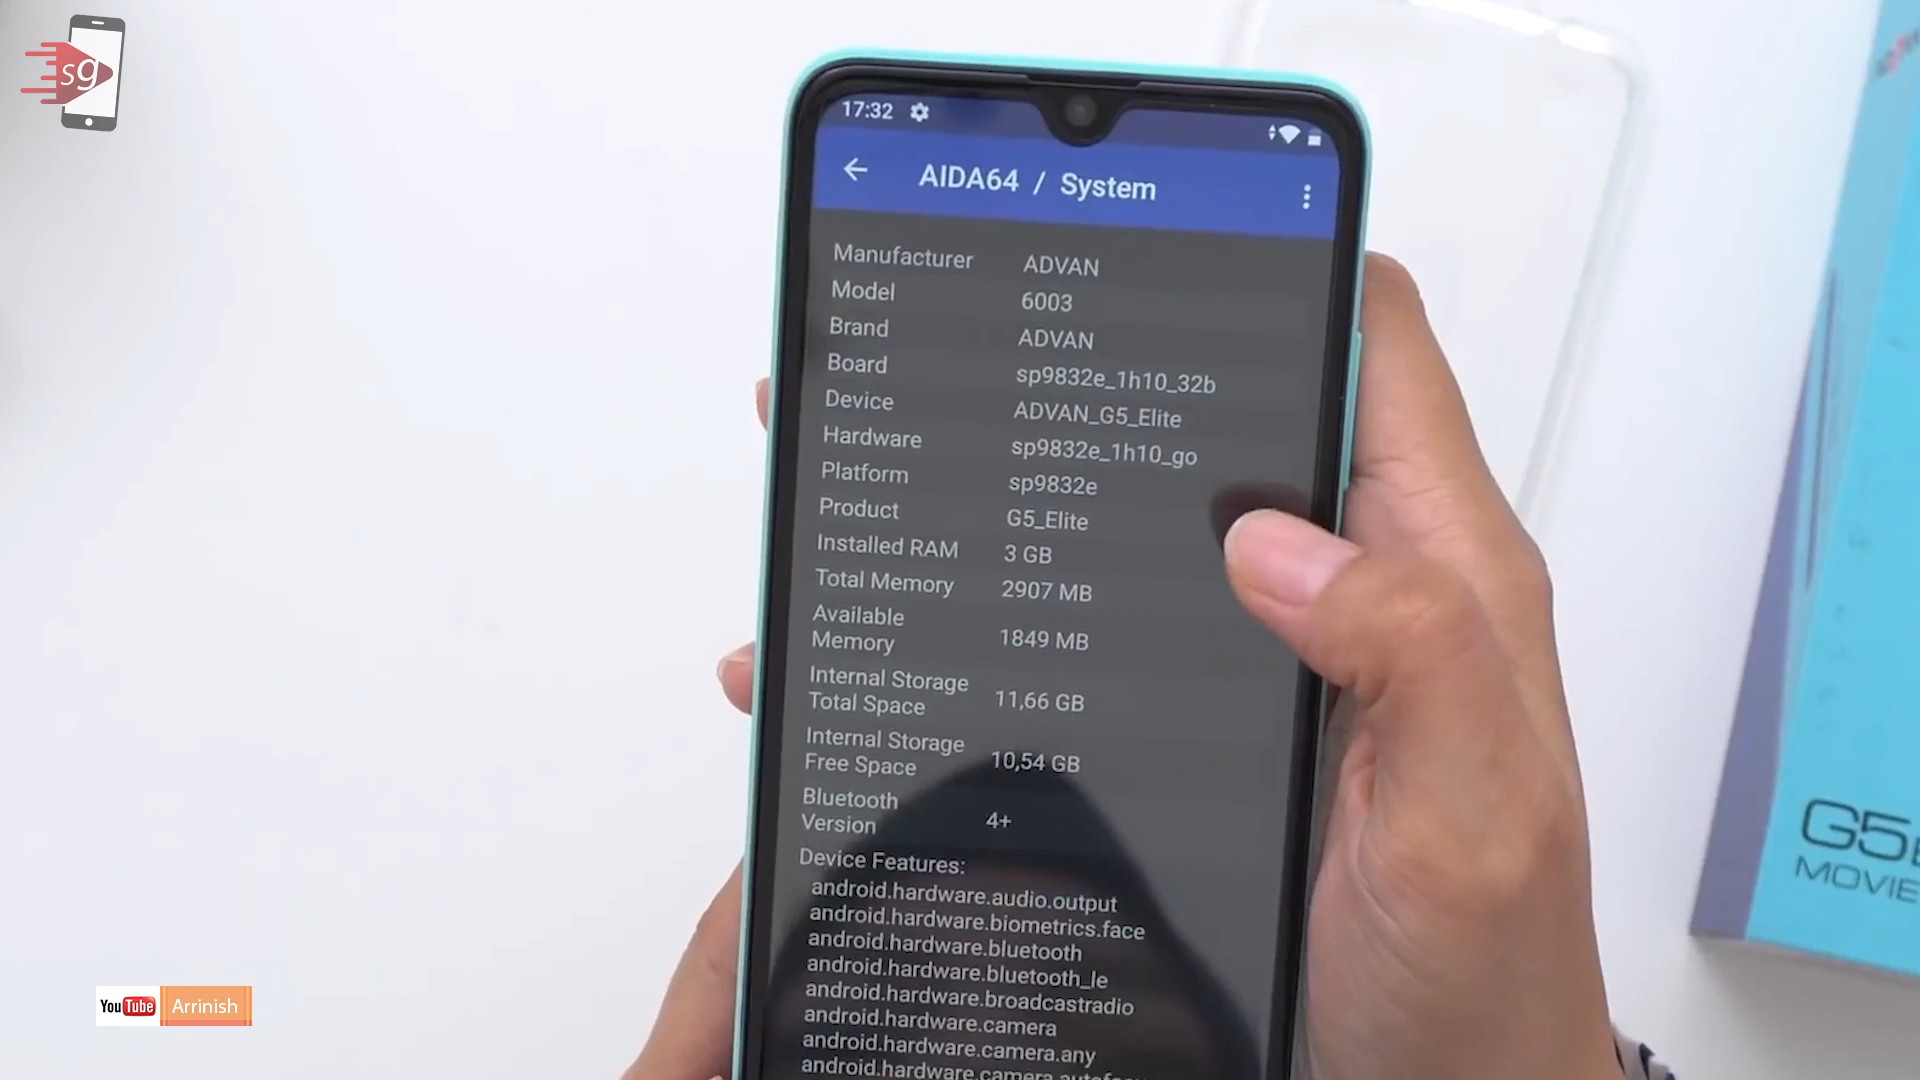 sg
17:32
AIDA64 / System
Manufacturer ADVAN
Model 6003
Brand ADVAN
Board sp9832e_1h10_32b
Device ADVAN_G5_Elite
Hardware sp9832e_1h10_go
Platform sp9832e
Product G5_Elite
Installed RAM 3 GB
Total Memory 2907 MB
Available
Memory 1849 MB
Internal Storage
Total Space 11,66 GB
Internal Storage
Free Space 10,54 GB
Bluetooth
Version 4+
Device Features:
android.hardware.audio.output
android.hardware.biometrics.face
android.hardware.bluetooth
android.hardware.bluetooth_le
android.hardware.broadcastradio
android.hardware.camera
android.hardware.camera.any
G5
MOVIE
YouTube Arrinish